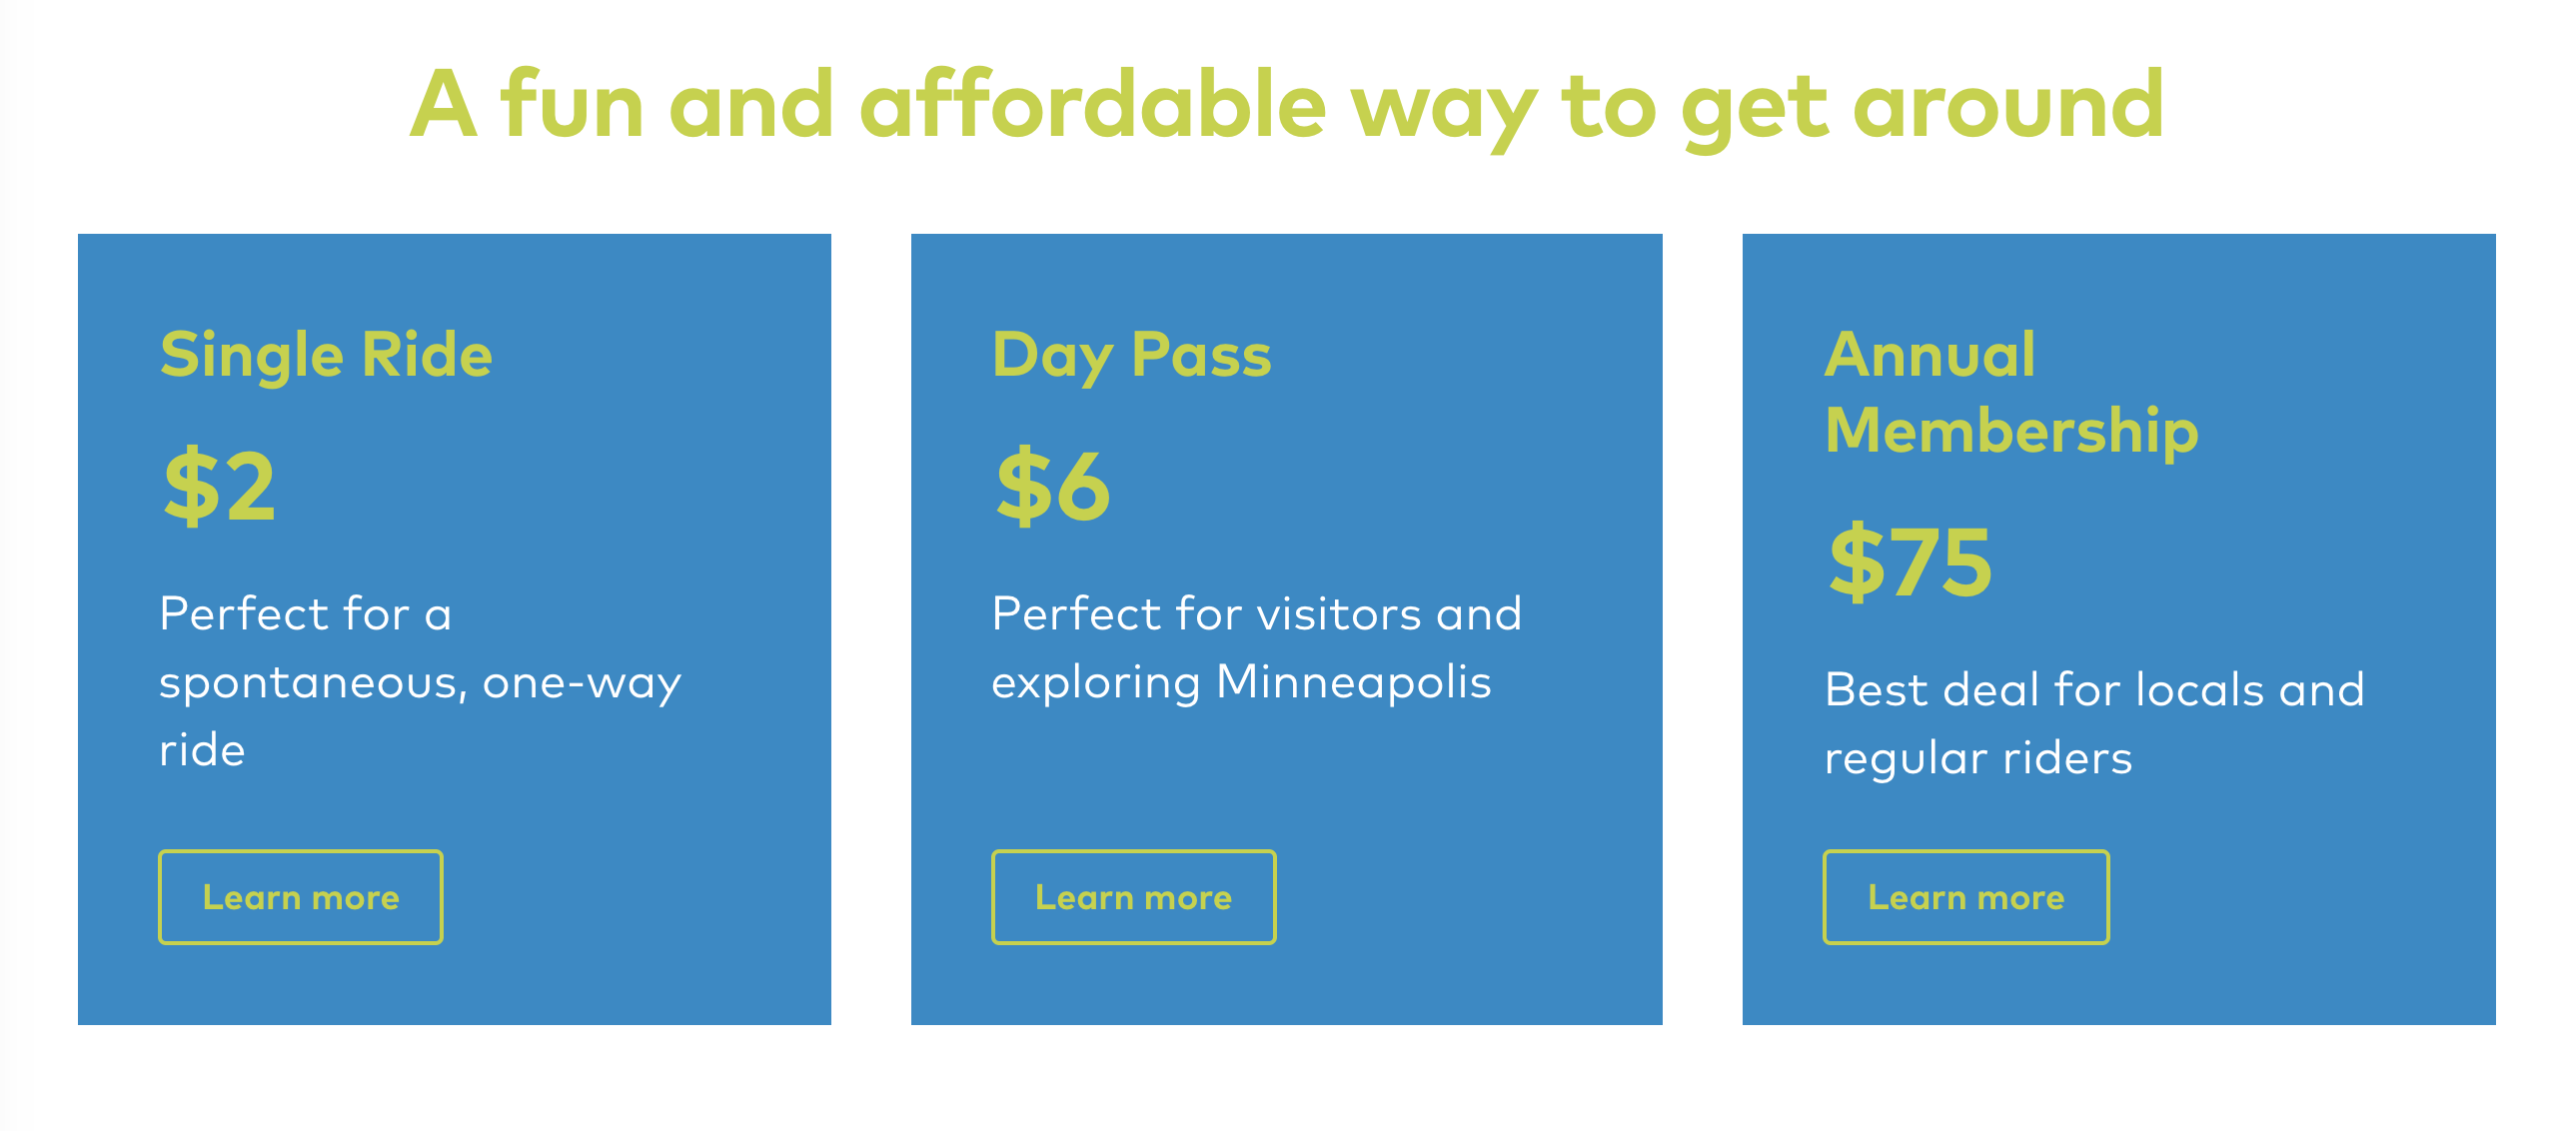 A fun and affordable way to get around
Single Ride
$2
Perfect for a
spontaneous, one-way
ride
Learn more
Day Pass
$6
Perfect for visitors and
exploring Minneapolis
Learn more
Annual
Membership
$75
Best deal for locals and
regular riders
Learn more